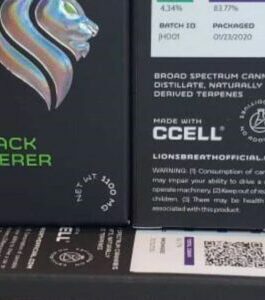 4.34% 83.77%
BATCH ID PACKAGED
JH001 01/23/2020
BROAD SPECTRUM CANN
DISTILLATE, NATURALLY
DERIVED TERPENES
MADE WITH
CCELL®
LIONSBREATHOFFICIAL.C
WARNING: (1) Consumption of can
may impair your ability to drive a
operate machinery. (2) Keep out of rea
children. (3) There may be health
associated with this product.
ACK
ERER
NET WT 1100 MG